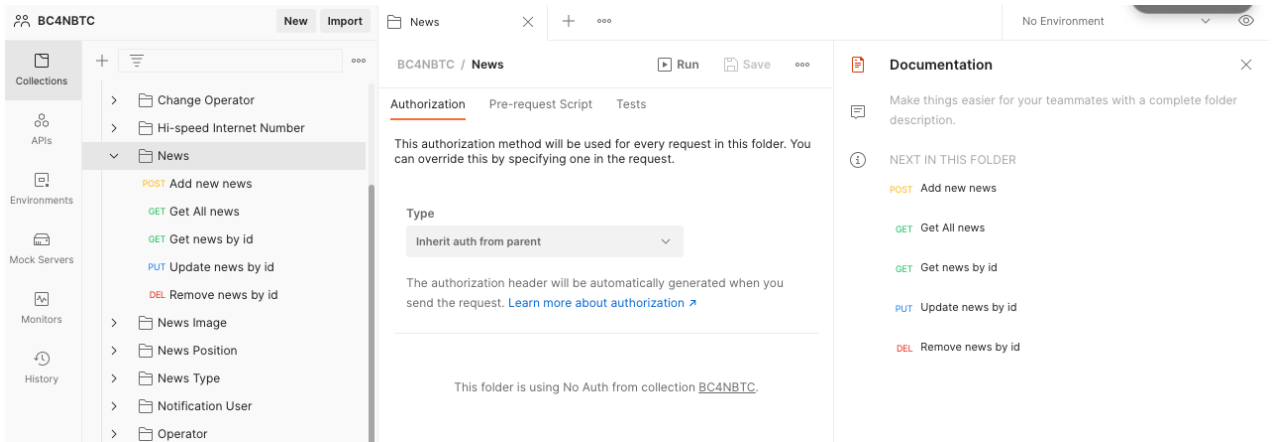 BC4NBTC
New
Import
News
No Environment
Collections
APIs
Environments
Mock Servers
Monitors
History
Change Operator
Hi-speed Internet Number
News
POST Add new news
GET Get All news
GET Get news by id
PUT Update news by id
DEL Remove news by id
News Image
News Position
News Type
Notification User
Operator
BC4NBTC / News
Run
Save
Authorization
Pre-request Script
Tests
This authorization method will be used for every request in this folder. You
can override this by specifying one in the request.
Type
Inherit auth from parent
The authorization header will be automatically generated when you
send the request. Learn more about authorization ↗
This folder is using No Auth from collection BC4NBTC.
Documentation
Make things easier for your teammates with a complete folder
description.
NEXT IN THIS FOLDER
POST Add new news
GET Get All news
GET Get news by id
PUT Update news by id
DEL Remove news by id